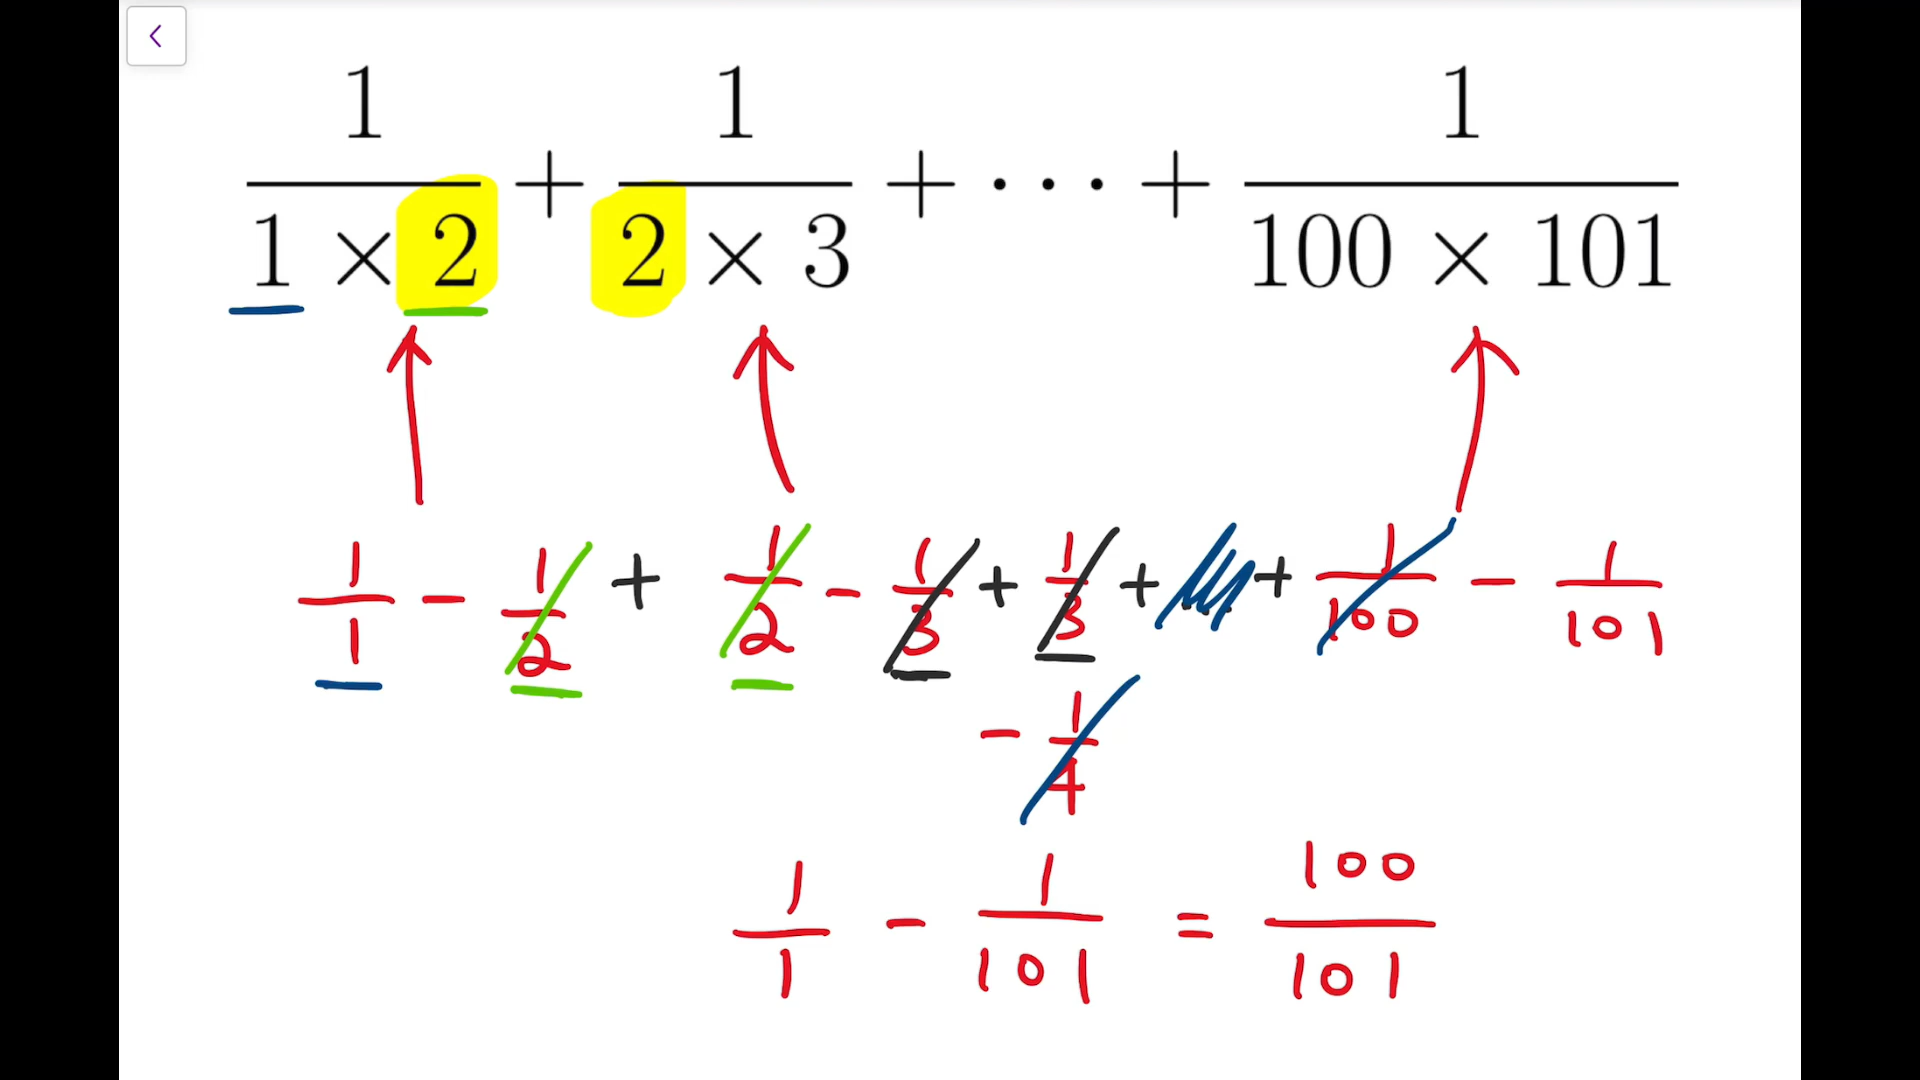 1/(1 × 2) + 1/(2 × 3) + ··· + 1/(100 × 101)
1/1 - 1/2 + 1/2 - 1/3 + 1/3 + + 1/100 - 1/101
- 1/4
1/1 - 1/101 = 100/101